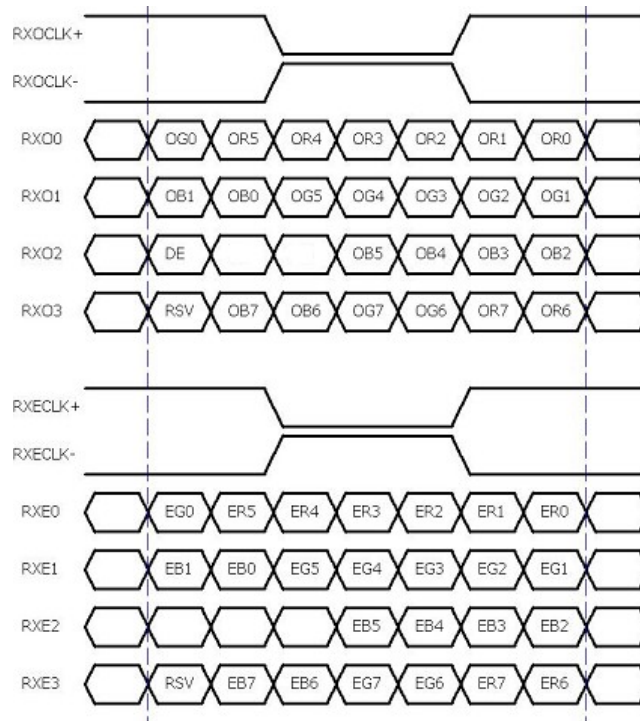 RXOCLK+
RXOCLK-
RXO0 OG0 OR5 OR4 OR3 OR2 OR1 OR0
RXO1 OB1 OB0 OG5 OG4 OG3 OG2 OG1
RXO2 DE OB5 OB4 OB3 OB2
RXO3 RSV OB7 OB6 OG7 OG6 OR7 OR6
RXECLK+
RXECLK-
RXE0 EG0 ER5 ER4 ER3 ER2 ER1 ER0
RXE1 EB1 EB0 EG5 EG4 EG3 EG2 EG1
RXE2 EB5 EB4 EB3 EB2
RXE3 RSV EB7 EB6 EG7 EG6 ER7 ER6